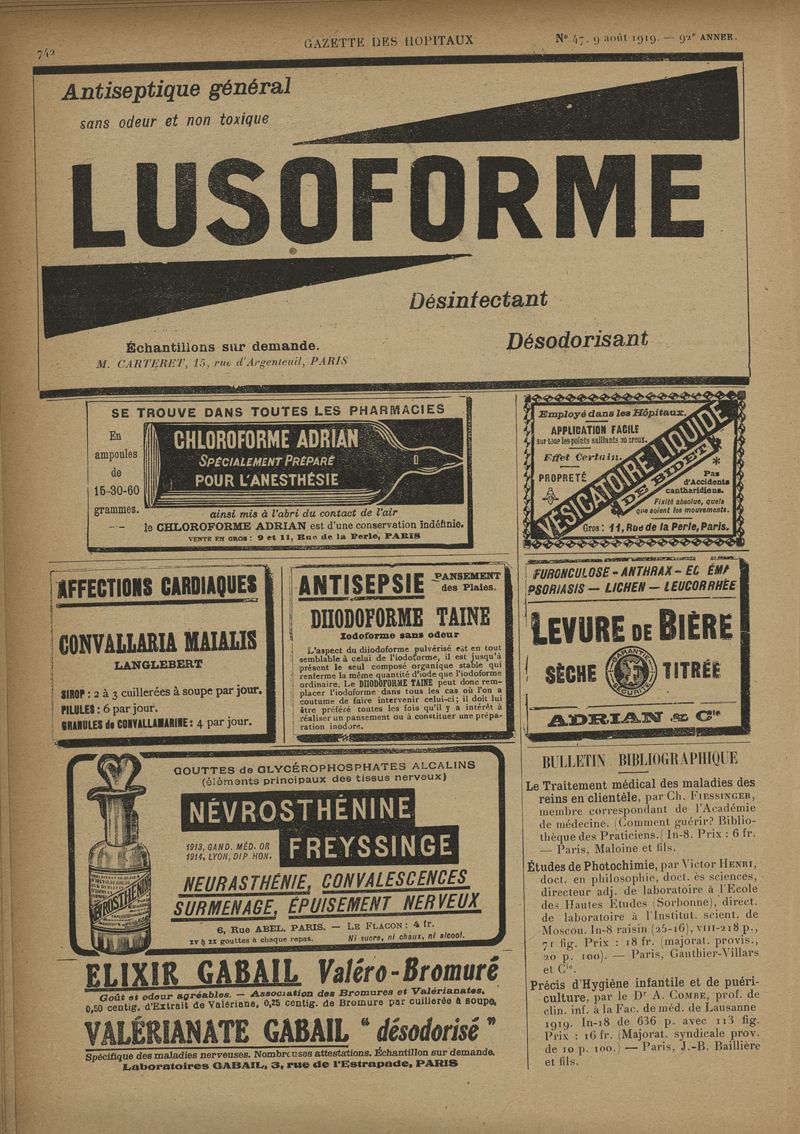 742
GAZETTE DES HOPITAUX
Nº 47. 9 août 1919. — 92e ANNÉE.
Antiseptique général
sans odeur et non toxique
LUSOFORME
Désinfectant
Désodorisant
Échantillons sur demande.
M. CARTERET, 15, rue d'Argenteuil, PARIS
SE TROUVE DANS TOUTES LES PHARMACIES
En
ampoules
de
15-30-60
grammes.
CHLOROFORME ADRIAN
SPÉCIALEMENT PRÉPARÉ
POUR L'ANESTHÉSIE
ainsi mis à l'abri du contact de l'air
le CHLOROFORME ADRIAN est d'une conservation indéfinie.
VENTE EN GROS : 9 et 11, Rue de la Perle, PARIS
Employé dans les Hôpitaux.
APPLICATION FACILE
sur tous les points saillants ou creux.
Effet Certain.
PROPRETÉ
VÉSICATOIRE LIQUIDE
DE BIDET
Pas
d'Accidents
cantharidiens.
Fixité absolue, quels
que soient les mouvements.
Gros : 11, Rue de la Perle, Paris.
AFFECTIONS CARDIAQUES
CONVALLARIA MAIALIS
LANGLEBERT
SIROP : 2 à 3 cuillerées à soupe par jour.
PILULES : 6 par jour.
GRANULES de CONVALLAMARINE : 4 par jour.
ANTISEPSIE PANSEMENT
des Plaies.
DIIODOFORME TAINE
Iodoforme sans odeur
L'aspect du diiodoforme pulvérisé est en tout
semblable à celui de l'iodoforme, il est jusqu'à
présent le seul composé organique stable qui
renferme la même quantité d'iode que l'iodoforme
ordinaire. Le DIIODOFORME TAINE peut donc rem-
placer l'iodoforme dans tous les cas où l'on a
coutume de faire intervenir celui-ci; il doit lui
être préféré toutes les fois qu'il y a intérêt à
réaliser un pansement ou à constituer une prépa-
ration inodore.
FURONCULOSE - ANTHRAX - EC ÉMA
PSORIASIS — LICHEN — LEUCORRHÉE
LEVURE DE BIÈRE
SÈCHE
GARANTIE
SÉCURITÉ
TITRÉE
ADRIAN & Cie
GOUTTES de GLYCÉROPHOSPHATES ALCALINS
(éléments principaux des tissus nerveux)
NÉVROSTHÉNINE
1913, GAND, MÉD. OR
1914, LYON, DIP. HON.
FREYSSINGE
NEURASTHÉNIE, CONVALESCENCES
SURMENAGE, ÉPUISEMENT NERVEUX
6, Rue ABEL, PARIS. — LE FLACON : 4 fr.
XV à XX gouttes à chaque repas.
Ni sucre, ni chaux, ni alcool.
NEVROSTHÉNINE
ELIXIR GABAIL Valéro-Bromuré
Goût et odeur agréables. — Association des Bromures et Valérianates.
0,50 centig. d'Extrait de Valériane, 0,25 centig. de Bromure par cuillerée à soupe,
VALÉRIANATE GABAIL "désodorisé"
Spécifique des maladies nerveuses. Nombreuses attestations. Échantillon sur demande.
Laboratoires GABAIL, 3, rue de l'Estrapade, PARIS
BULLETIN BIBLIOGRAPHIQUE
Le Traitement médical des maladies des
reins en clientèle, par Ch. FIESSINGER,
membre correspondant de l'Académie
de médecine. (Comment guérir? Biblio-
thèque des Praticiens.) In-8. Prix : 6 fr.
— Paris, Maloine et fils.
Études de Photochimie, par Victor HENRI,
doct. en philosophie, doct. ès sciences,
directeur adj. de laboratoire à l'Ecole
des Hautes Etudes (Sorbonne), direct.
de laboratoire à l'Institut. scient. de
Moscou. In-8 raisin (25-16), VIII-218 p.,
71 fig. Prix : 18 fr. (majorat. provis.,
20 p. 100). — Paris, Gauthier-Villars
et Cie.
Précis d'Hygiène infantile et de puéri-
culture, par le Dr A. COMBE, prof. de
clin. inf. à la Fac. de méd. de Lausanne
1919. In-18 de 636 p. avec 113 fig.
Prix : 16 fr. (Majorat. syndicale prov.
de 10 p. 100.) — Paris, J.-B. Baillière
et fils.